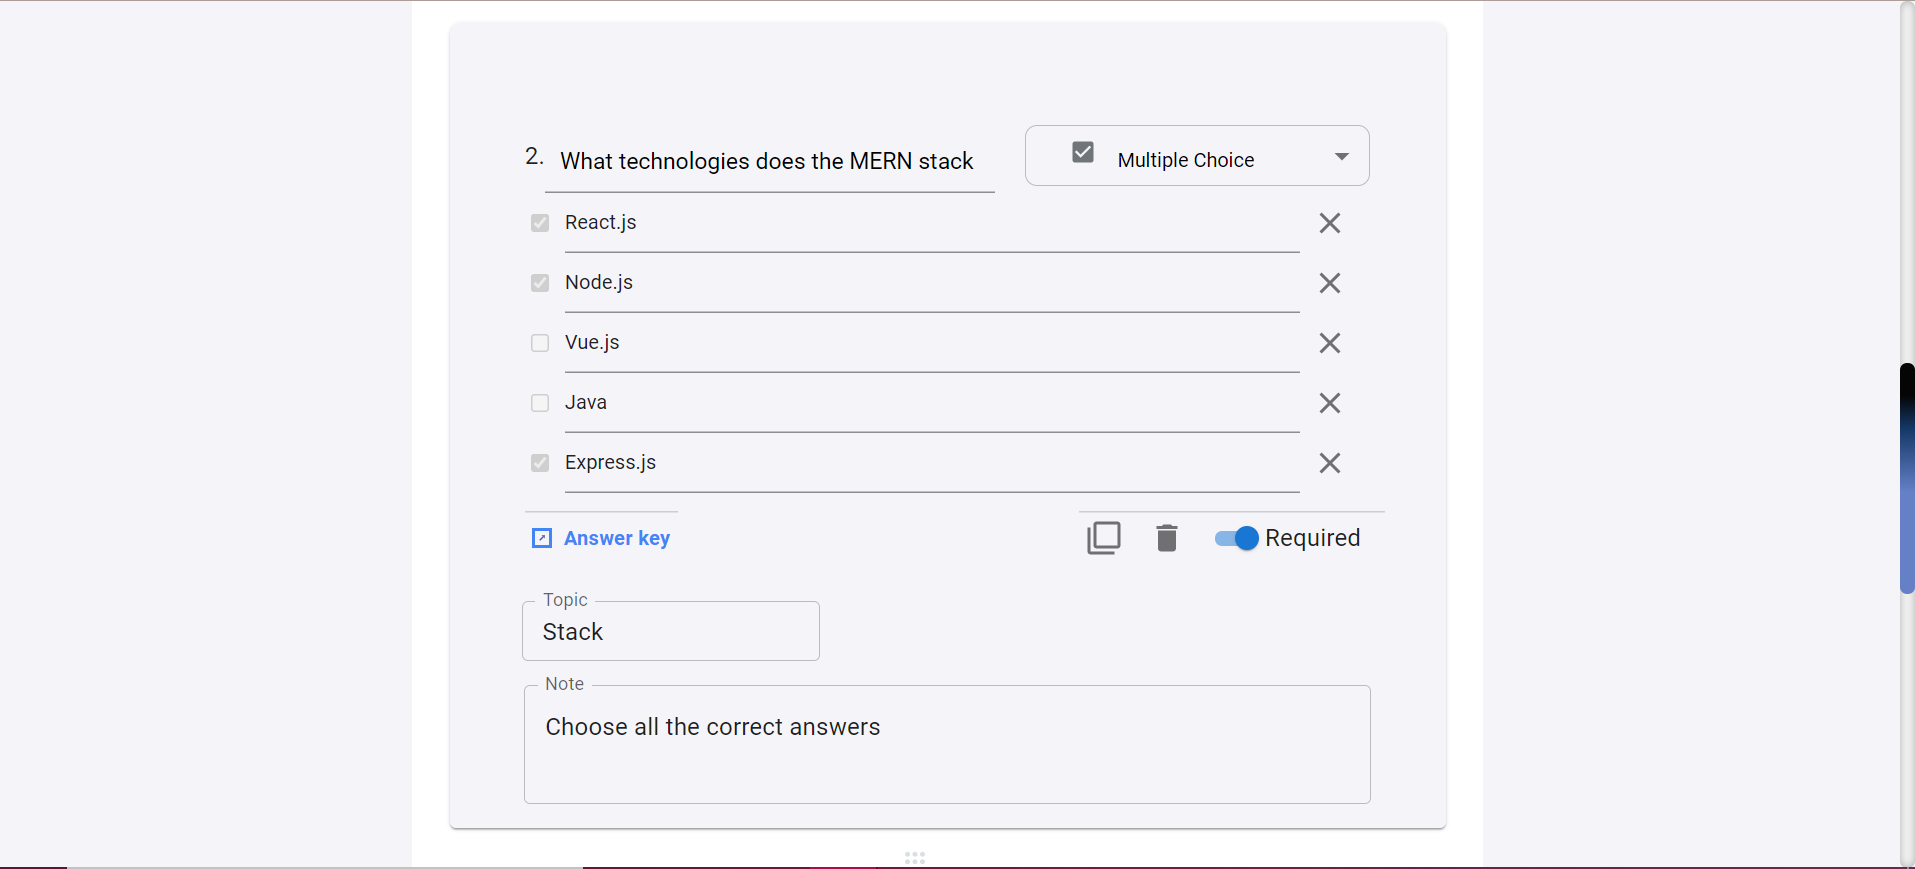 2. What technologies does the MERN stack
Multiple Choice
React.js
Node.js
Vue.js
Java
Express.js
Answer key
Required
Topic
Stack
Note
Choose all the correct answers